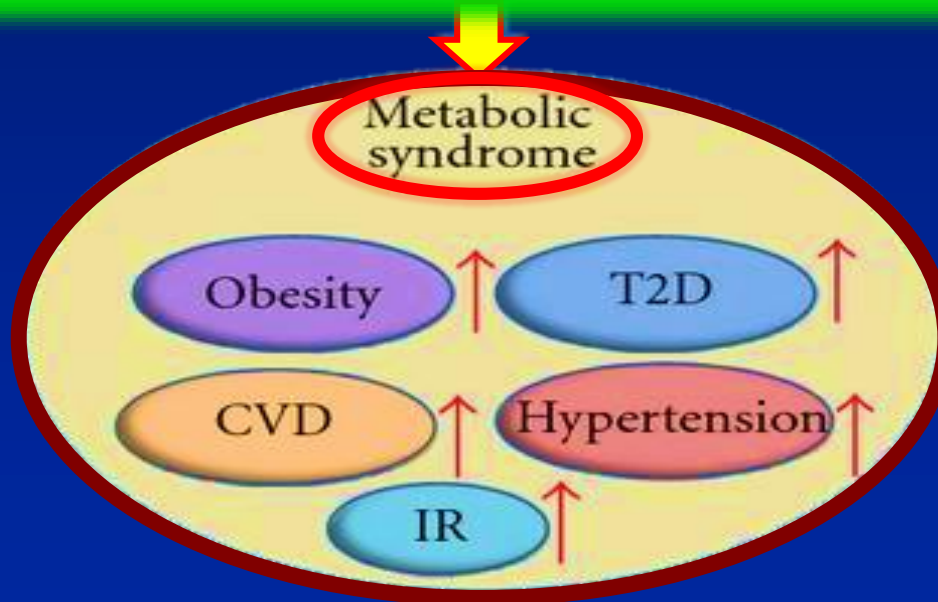 Metabolic
syndrome
Obesity
T2D
CVD
Hypertension
IR